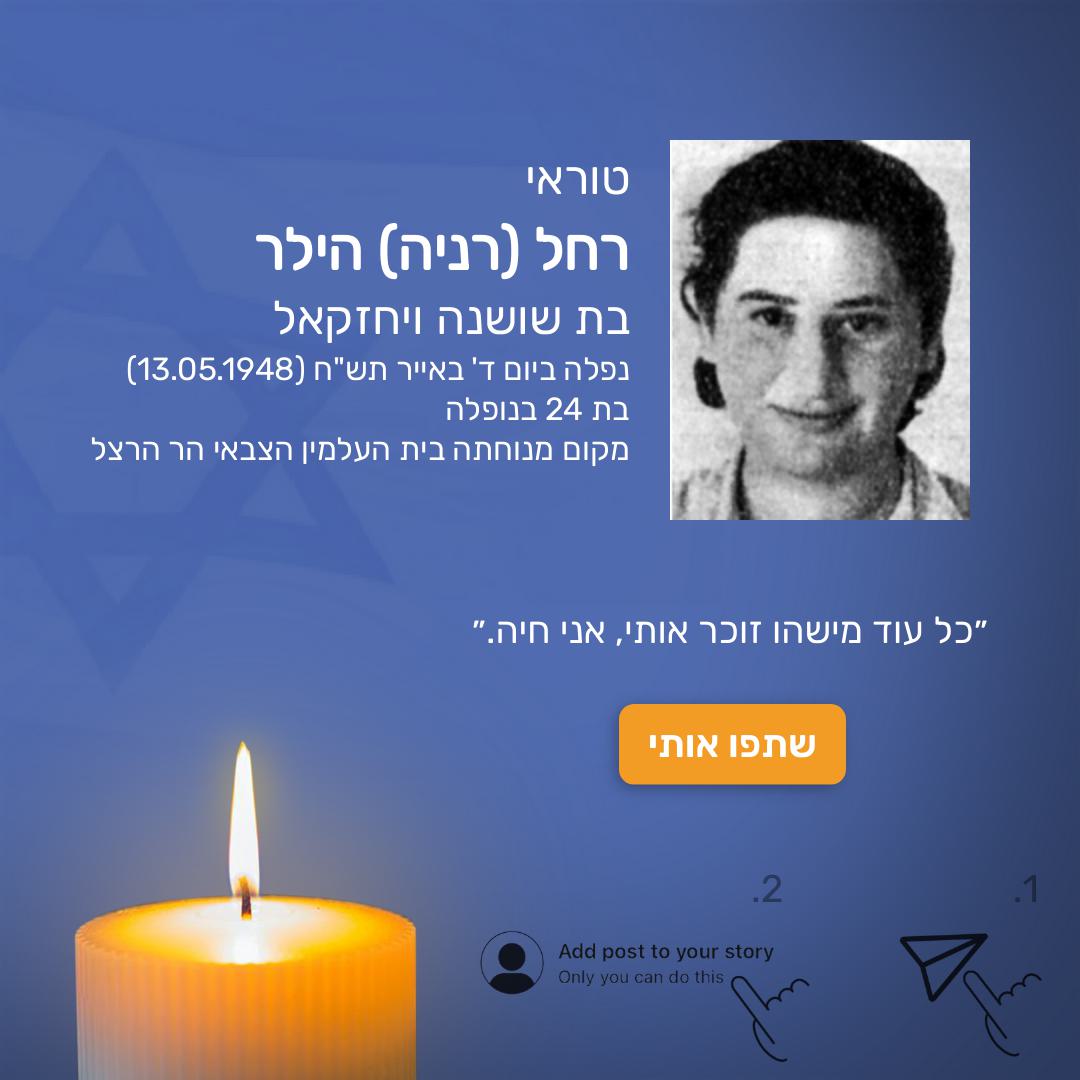 טוראי
רחל (רניה) הילר
בת שושנה ויחזקאל
נפלה ביום ד' באייר תש"ח (13.05.1948)
בת 24 בנופלה
מקום מנוחתה בית העלמין הצבאי הר הרצל
״כל עוד מישהו זוכר אותי, אני חיה.״
שתפו אותי
1.
2.
Add post to your story
Only you can do this